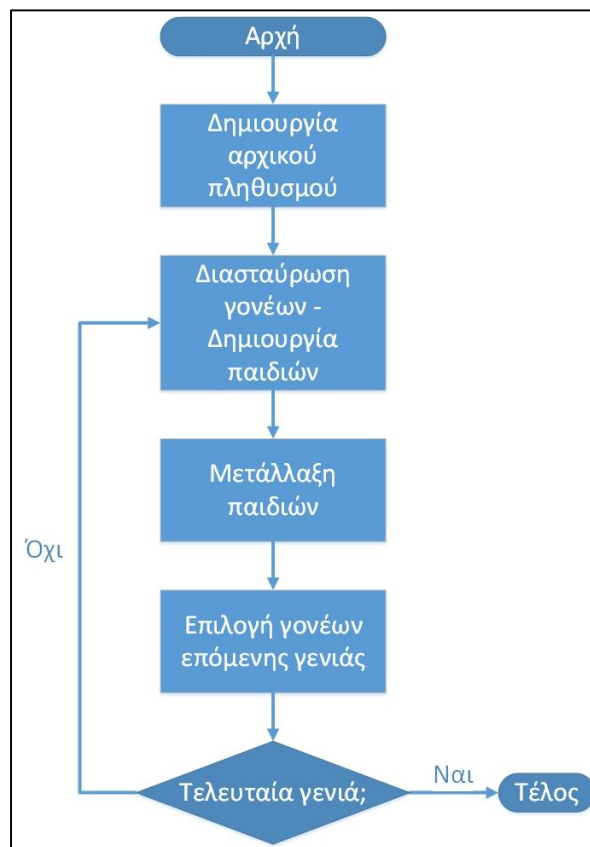 Αρχή
Δημιουργία
αρχικού
πληθυσμού
Διασταύρωση
γονέων -
Δημιουργία
παιδιών
Μετάλλαξη
παιδιών
Όχι
Επιλογή γονέων
επόμενης γενιάς
Τελευταία γενιά;
Ναι
Τέλος